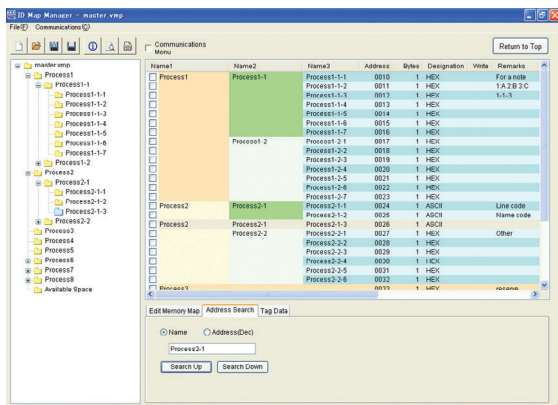 ID Map Manager - master.vmp
File(F) Communications(C)
Communications Menu
Return to Top
master.vmp
Process1
Process1-1
Process1-1-1
Process1-1-2
Process1-1-3
Process1-1-4
Process1-1-5
Process1-1-6
Process1-1-7
Process1-2
Process2
Process2-1
Process2-1-1
Process2-1-2
Process2-1-3
Process2-2
Process3
Process4
Process5
Process6
Process7
Process8
Available Space
Name1 Name2 Name3 Address Bytes Designation Write Remarks
Process1 Process1-1 Process1-1-1 0010 1 HEX For a note
Process1-1-2 0011 1 HEX 1:A 2:B 3:C
Process1-1-3 0012 1 HEX 1-1-3
Process1-1-4 0013 1 HEX
Process1-1-5 0014 1 HEX
Process1-1-6 0015 1 HEX
Process1-1-7 0016 1 HEX
Process1-2 Process1-2-1 0017 1 HEX
Process1-2-2 0018 1 HEX
Process1-2-3 0019 1 HEX
Process1-2-4 0020 1 HEX
Process1-2-5 0021 1 HEX
Process1-2-6 0022 1 HEX
Process1-2-7 0023 1 HEX
Process2 Process2-1 Process2-1-1 0024 1 ASCII Line code
Process2-1-2 0025 1 ASCII Name code
Process2 Process2-1 Process2-1-3 0026 1 ASCII
Process2-2 Process2-2-1 0027 1 HEX Other
Process2-2-2 0028 1 HEX
Process2-2-3 0029 1 HEX
Process2-2-4 0030 1 HEX
Process2-2-5 0031 1 HEX
Process2-2-6 0032 1 HEX
Process3 0033 1 HEX reserve
Edit Memory Map Address Search Tag Data
Name Address(Dec)
Process2-1
Search Up Search Down